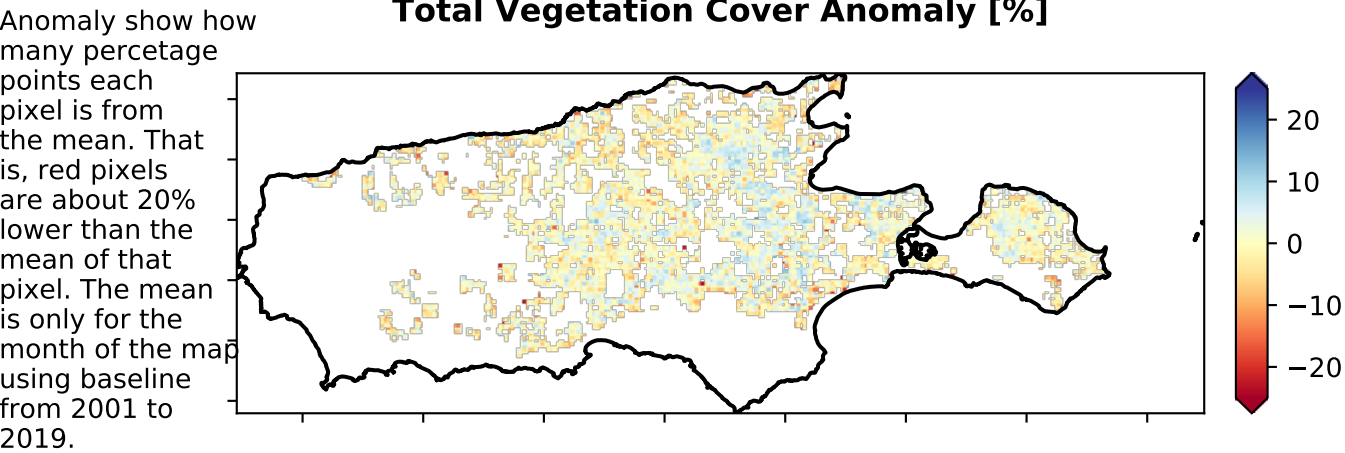 Total Vegetation Cover Anomaly [%]
Anomaly show how
many percetage
points each
pixel is from
the mean. That
is, red pixels
are about 20%
lower than the
mean of that
pixel. The mean
is only for the
month of the map
using baseline
from 2001 to
2019.
20
10
0
−10
−20